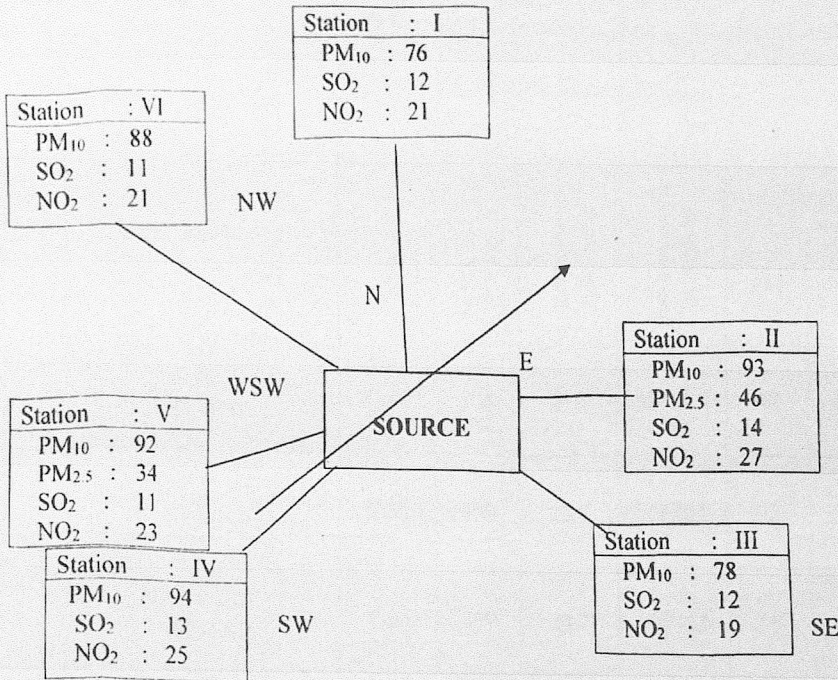 Station : I
PM₁₀ : 76
SO₂ : 12
NO₂ : 21
Station : VI
PM₁₀ : 88
SO₂ : 11
NO₂ : 21
NW
N
Station : II
PM₁₀ : 93
PM₂.₅ : 46
SO₂ : 14
NO₂ : 27
E
WSW
SOURCE
Station : V
PM₁₀ : 92
PM₂.₅ : 34
SO₂ : 11
NO₂ : 23
Station : IV
PM₁₀ : 94
SO₂ : 13
NO₂ : 25
SW
Station : III
PM₁₀ : 78
SO₂ : 12
NO₂ : 19
SE